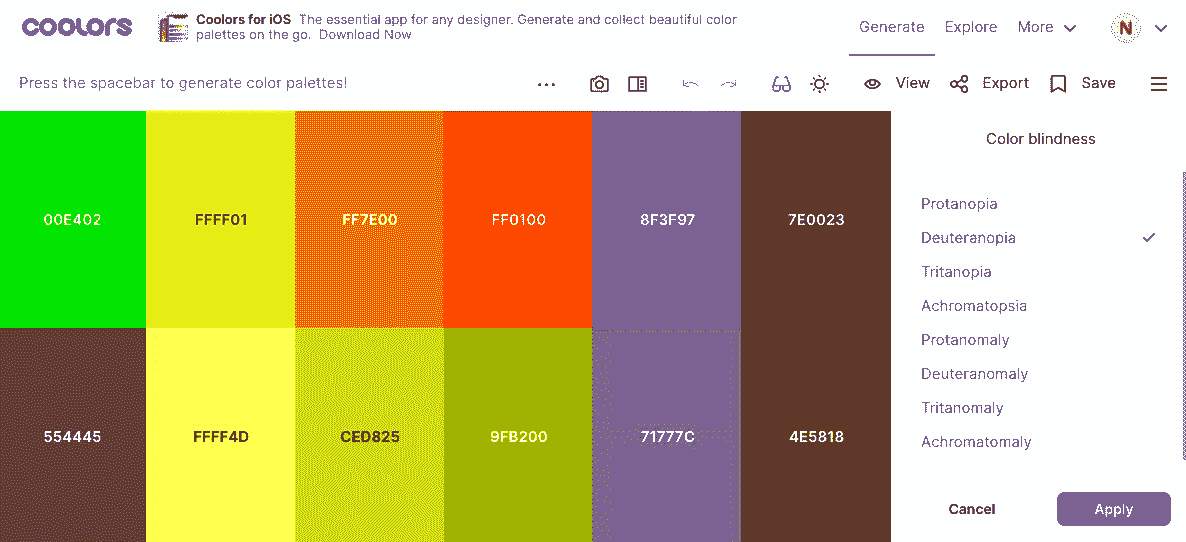 coolors
Coolors for iOS The essential app for any designer. Generate and collect beautiful color
palettes on the go. Download Now
Generate Explore More N
Press the spacebar to generate color palettes!
View Export Save
Color blindness
00E402 FFFF01 FF7E00 FF0100 8F3F97 7E0023
Protanopia
Deuteranopia
Tritanopia
Achromatopsia
Protanomaly
Deuteranomaly
Tritanomaly
Achromatomaly
554445 FFFF4D CED825 9FB200 71777C 4E5818
Cancel Apply